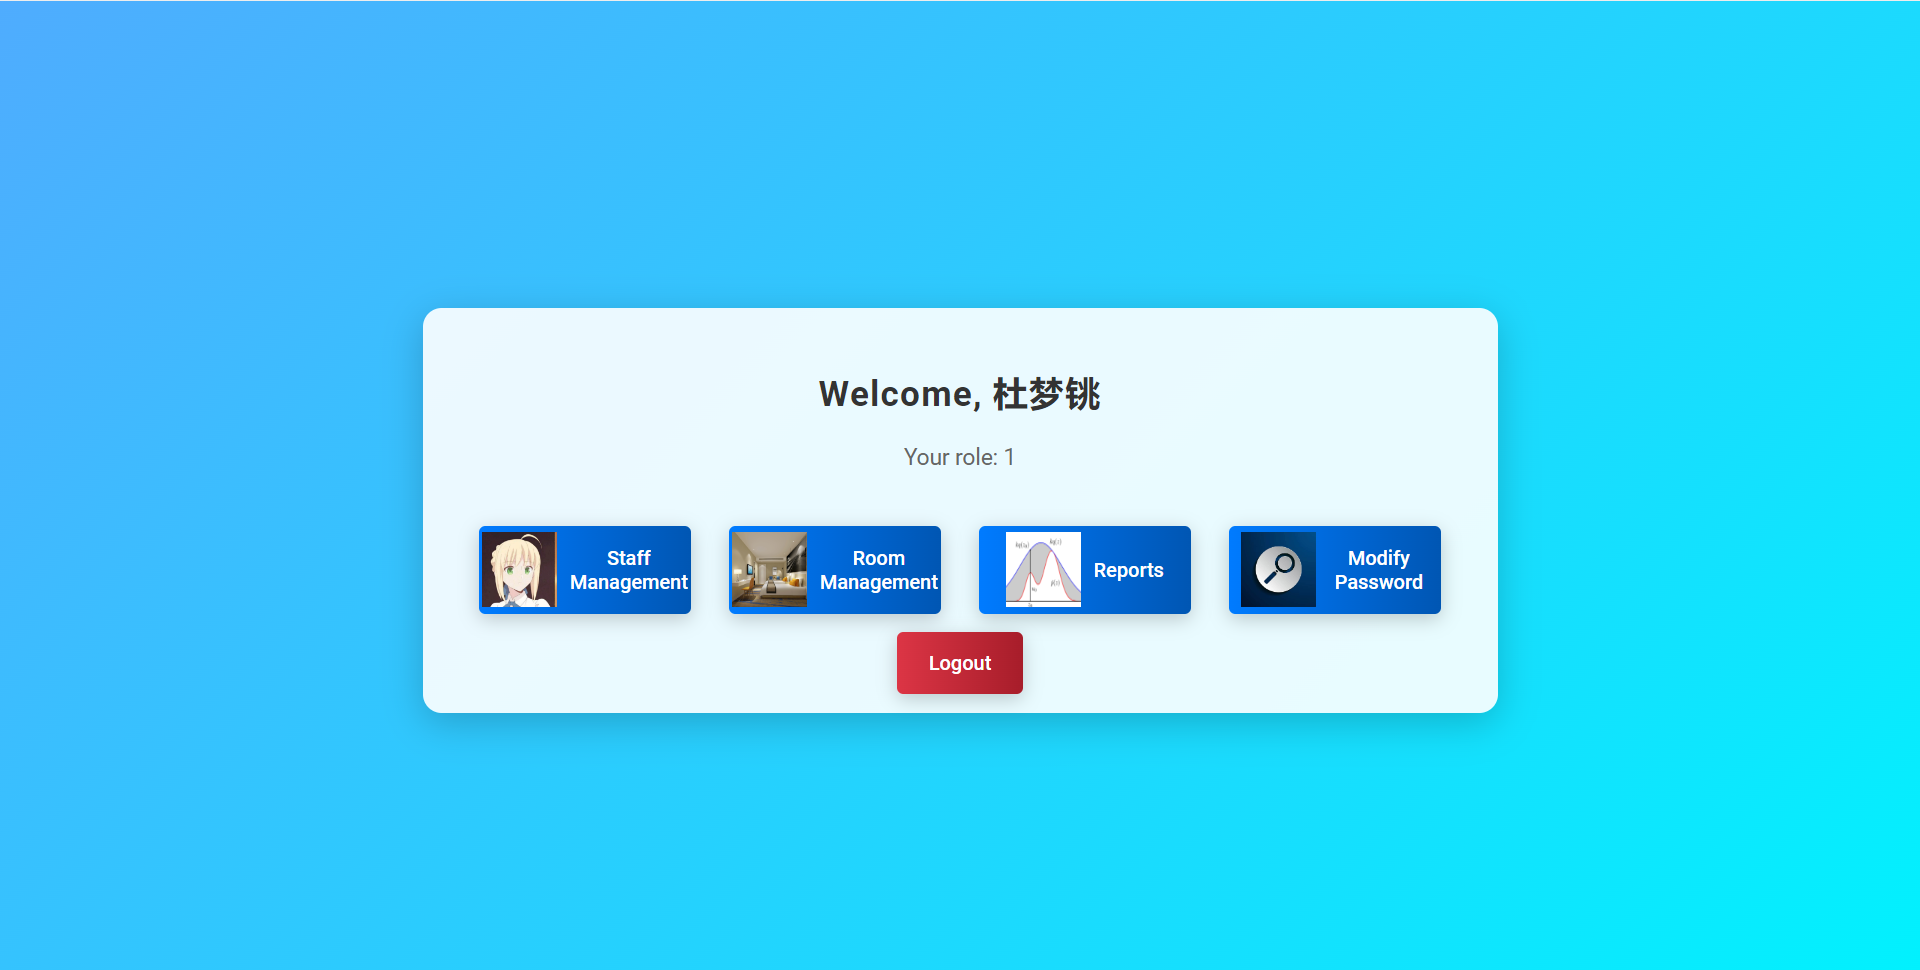 Welcome, 杜梦铫
Your role: 1
Staff
Management
Room
Management
Reports
Modify
Password
Logout